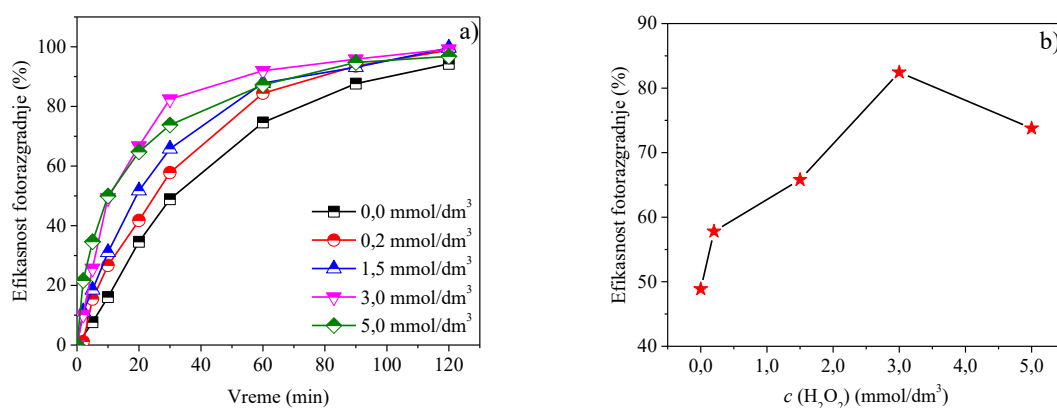 a)
Efikasnost fotorazgradnje (%)
100
80
60
40
20
0
0,0 mmol/dm³
0,2 mmol/dm³
1,5 mmol/dm³
3,0 mmol/dm³
5,0 mmol/dm³
0 20 40 60 80 100 120
Vreme (min)
b)
Efikasnost fotorazgradnje (%)
90
80
70
60
50
40
0,0 1,0 2,0 3,0 4,0 5,0
c (H₂O₂) (mmol/dm³)